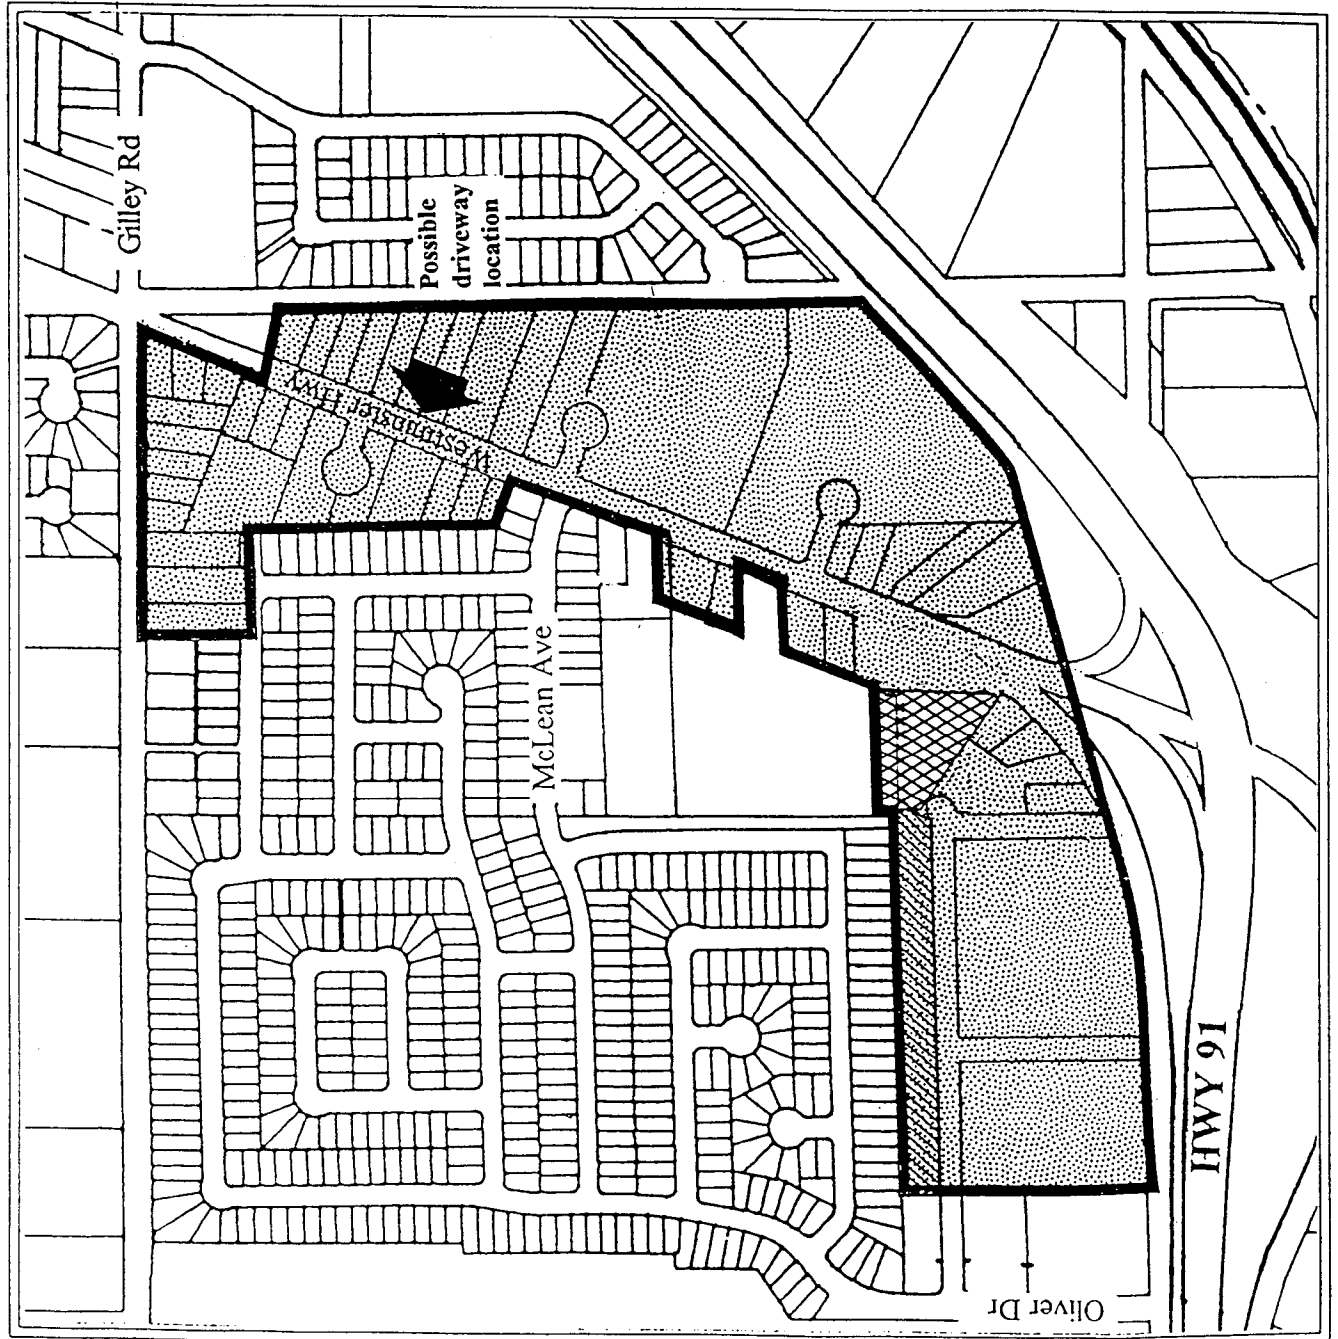 Gilley Rd
Possible
driveway
location
Westminster Hwy
McLean Ave
HWY 91
Oliver Dr